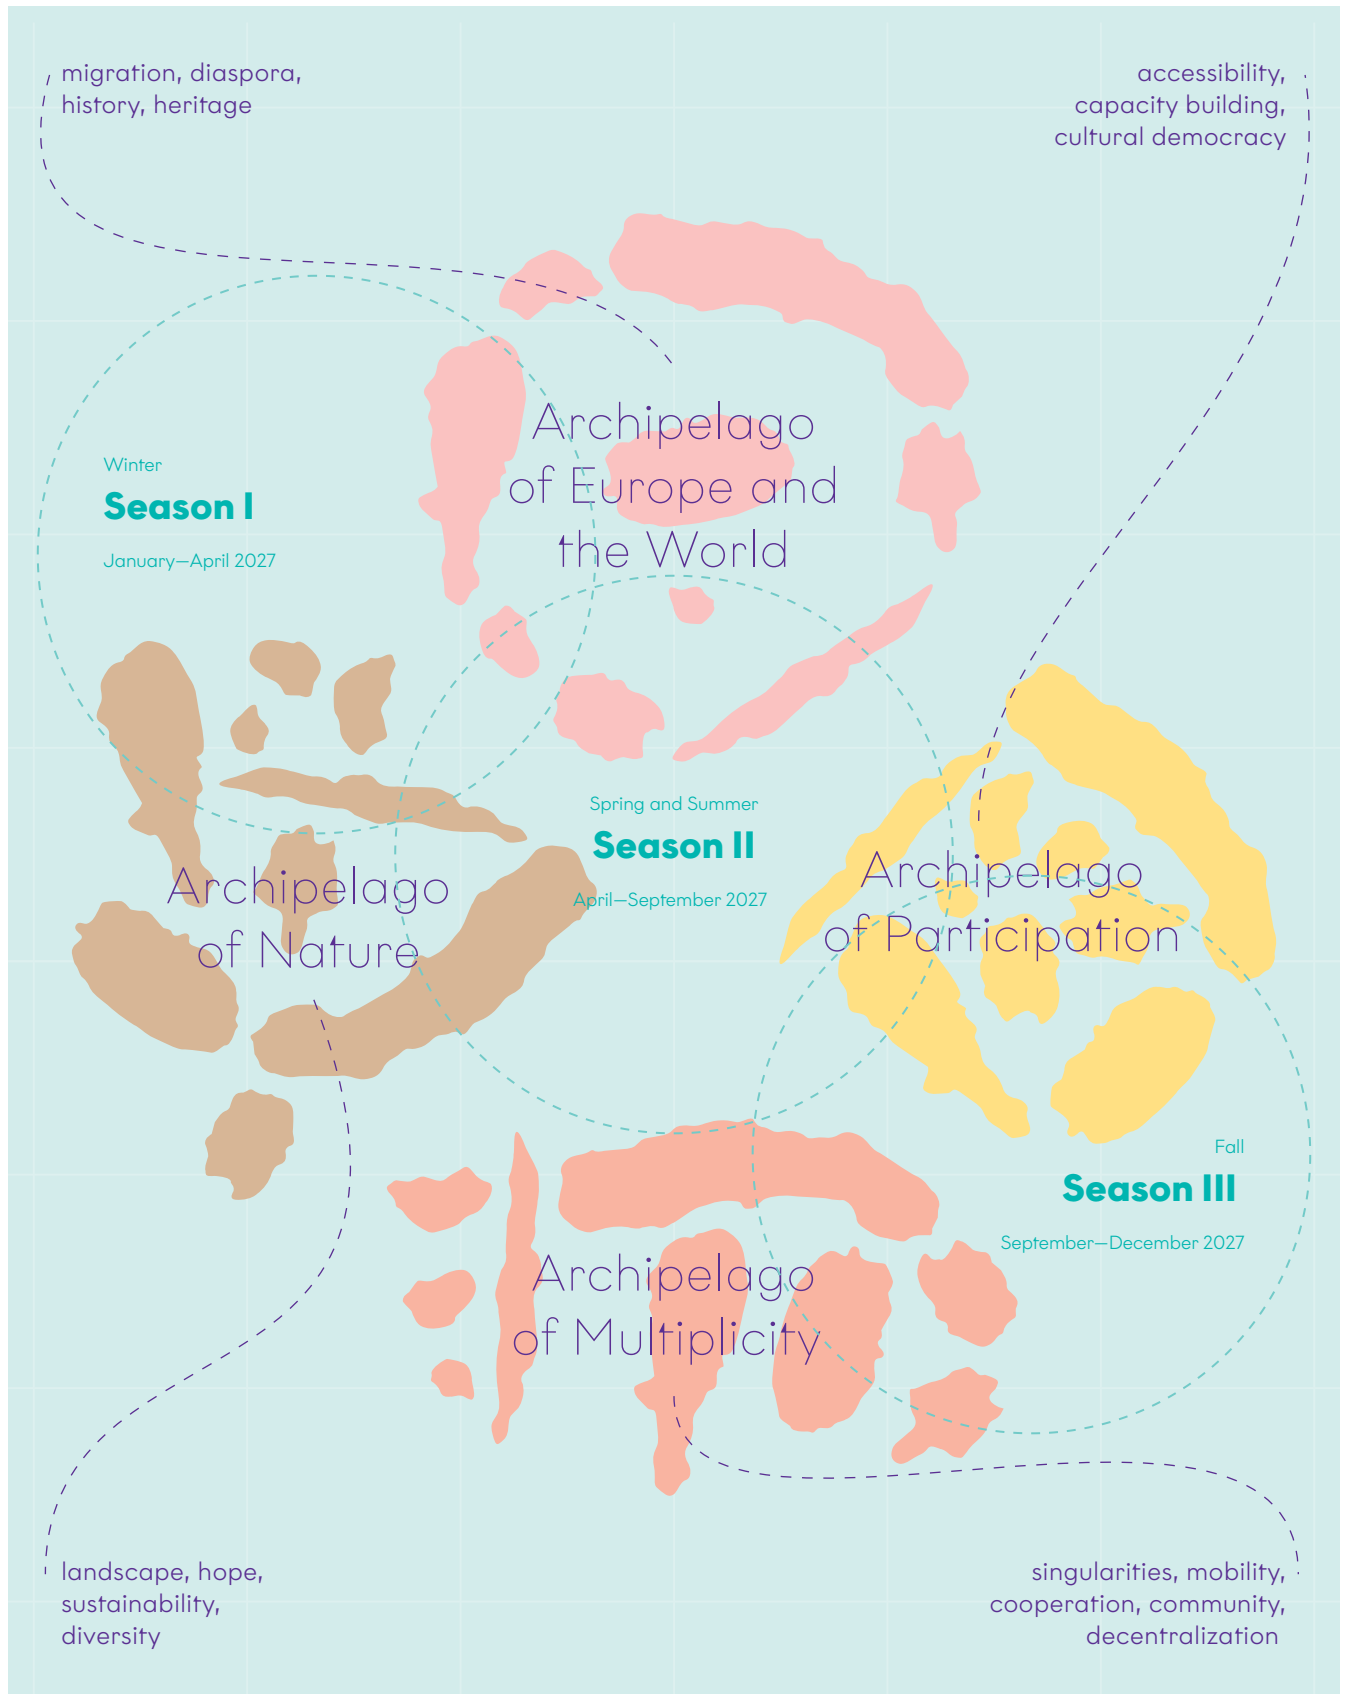 migration, diaspora,
history, heritage
accessibility,
capacity building,
cultural democracy
Archipelago
of Europe and
the World
Winter
Season I
January—April 2027
Spring and Summer
Season II
April—September 2027
Archipelago
of Nature
Archipelago
of Participation
Fall
Season III
September—December 2027
Archipelago
of Multiplicity
landscape, hope,
sustainability,
diversity
singularities, mobility,
cooperation, community,
decentralization